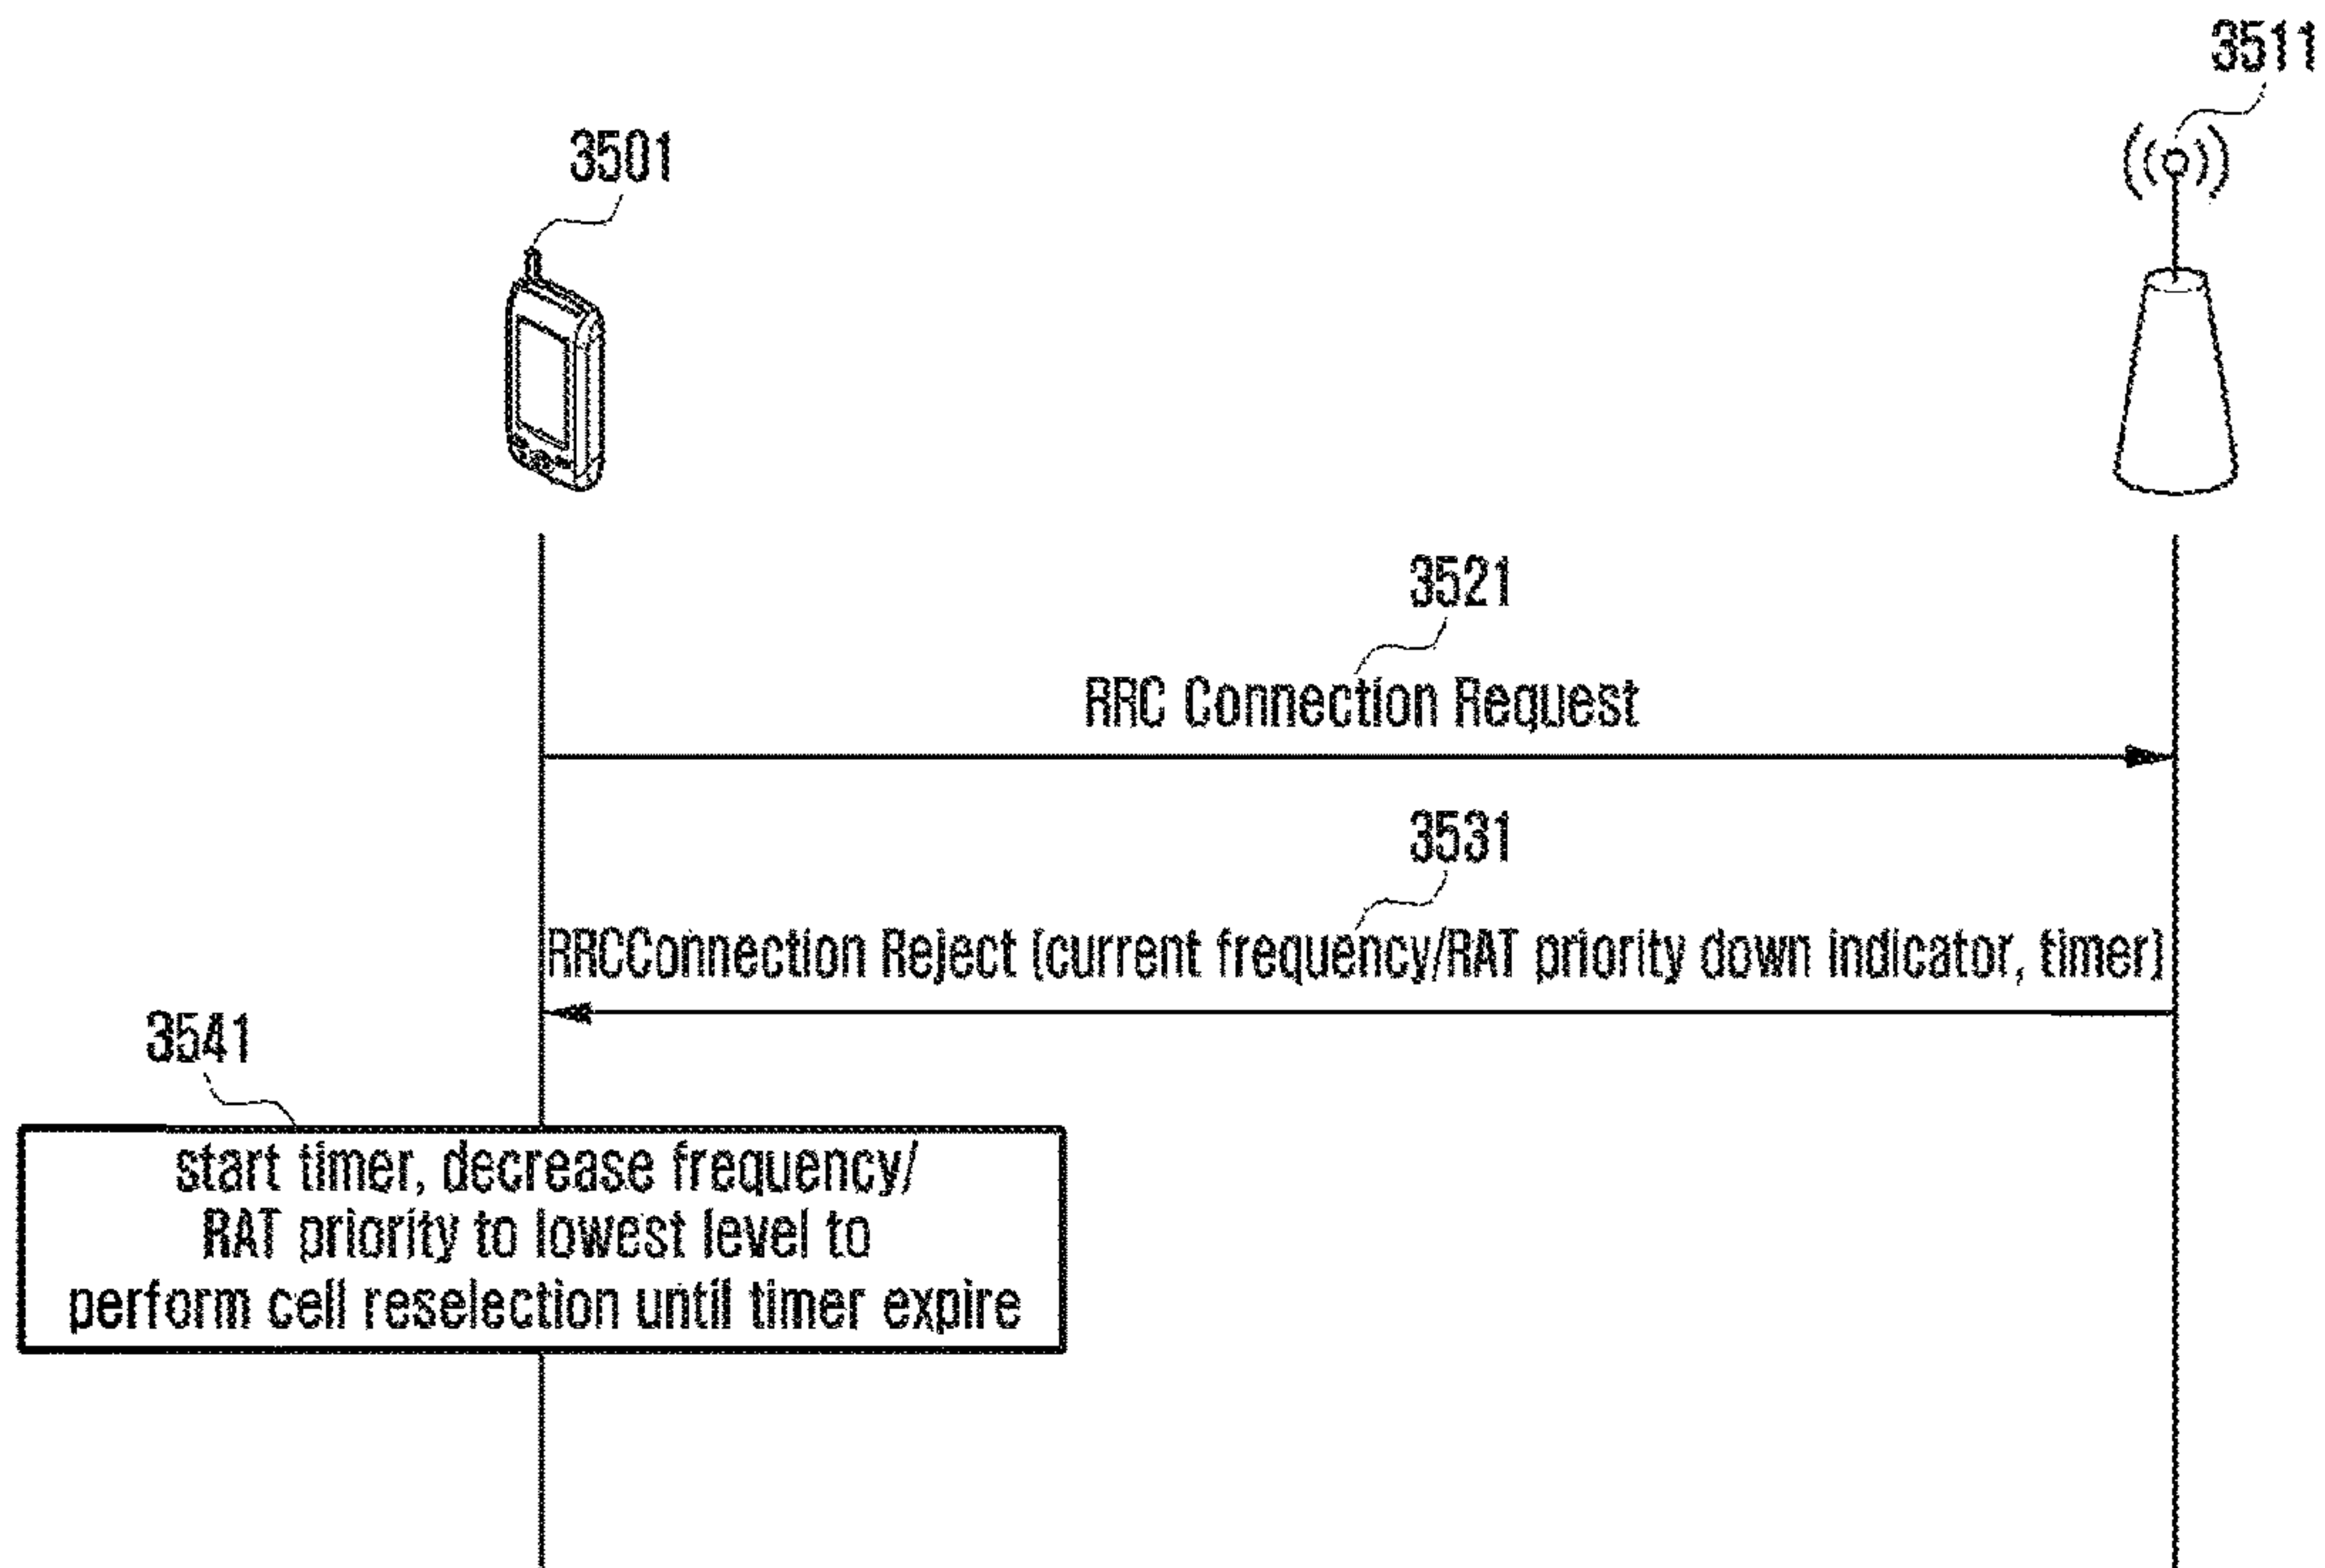 3511
3501
3521
RRC Connection Request
3531
RRCConnection Reject (current frequency/RAT priority down indicator, timer)
3541
start timer, decrease frequency/
RAT priority to lowest level to
perform cell reselection until timer expire